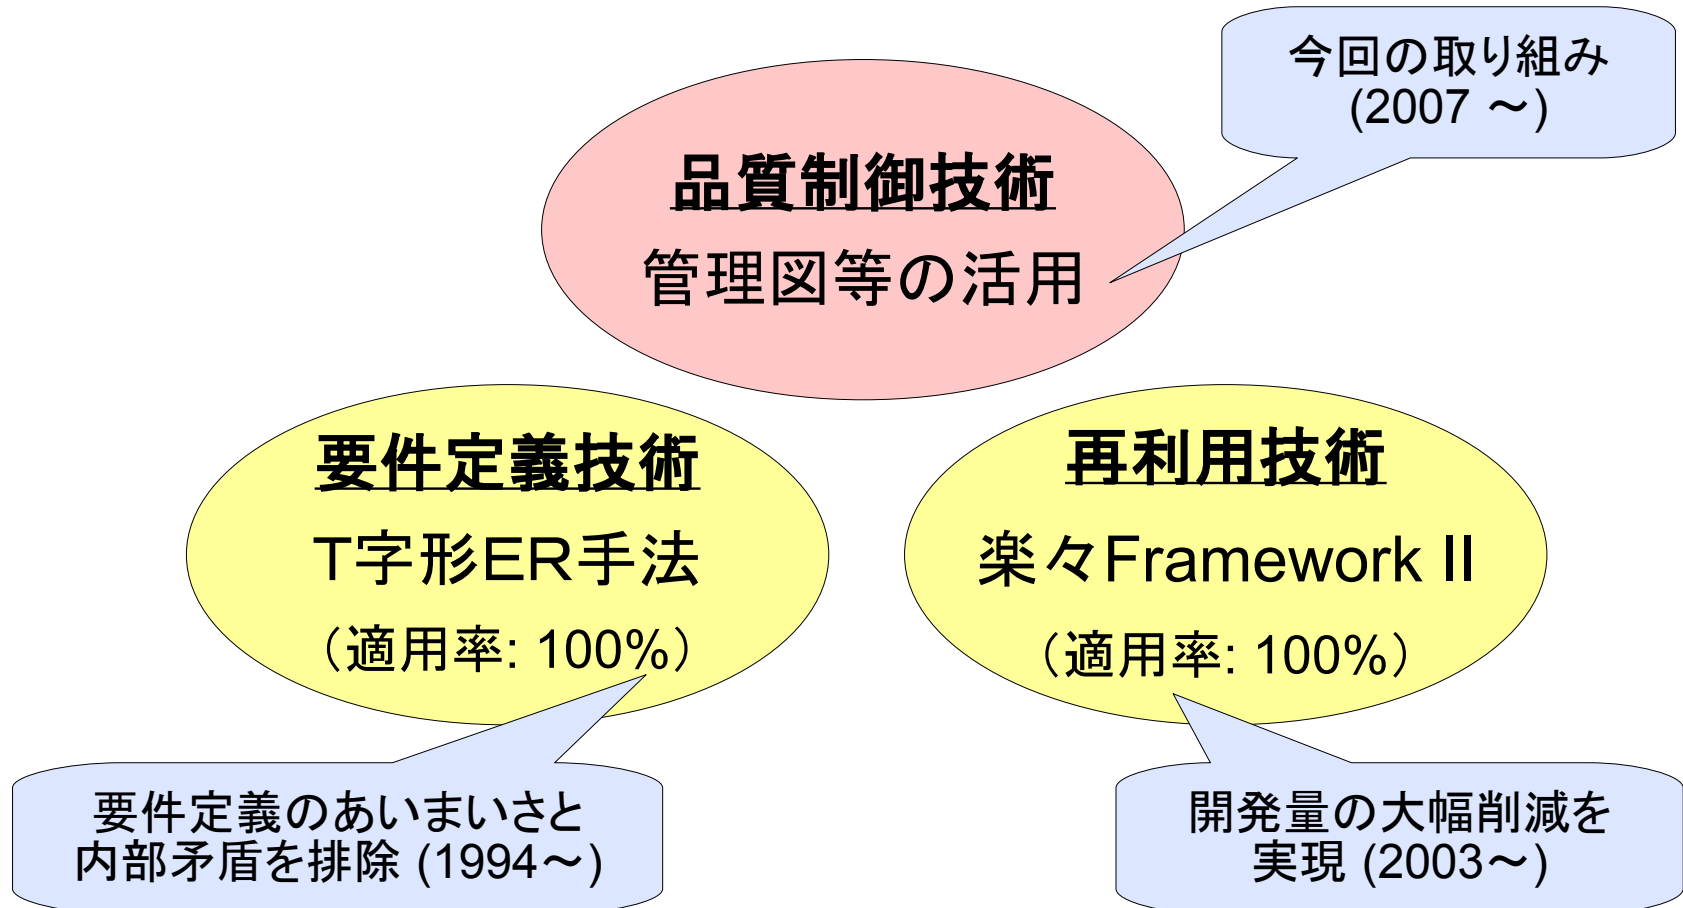 今回の取り組み
(2007 ～)
品質制御技術
管理図等の活用
要件定義技術
T字形ER手法
（適用率: 100%）
再利用技術
楽々Framework II
（適用率: 100%）
要件定義のあいまいさと
内部矛盾を排除 (1994～)
開発量の大幅削減を
実現 (2003～)